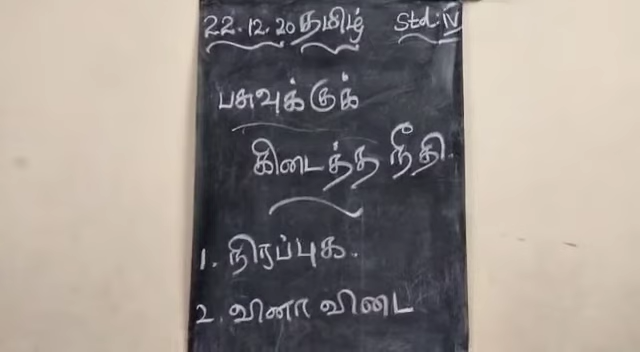 22.12.20 தமிழ் Std: IV
பசுவுக்குக்
கிடைத்த நீதி.
1. நிரப்புக.
2. வினா விடை